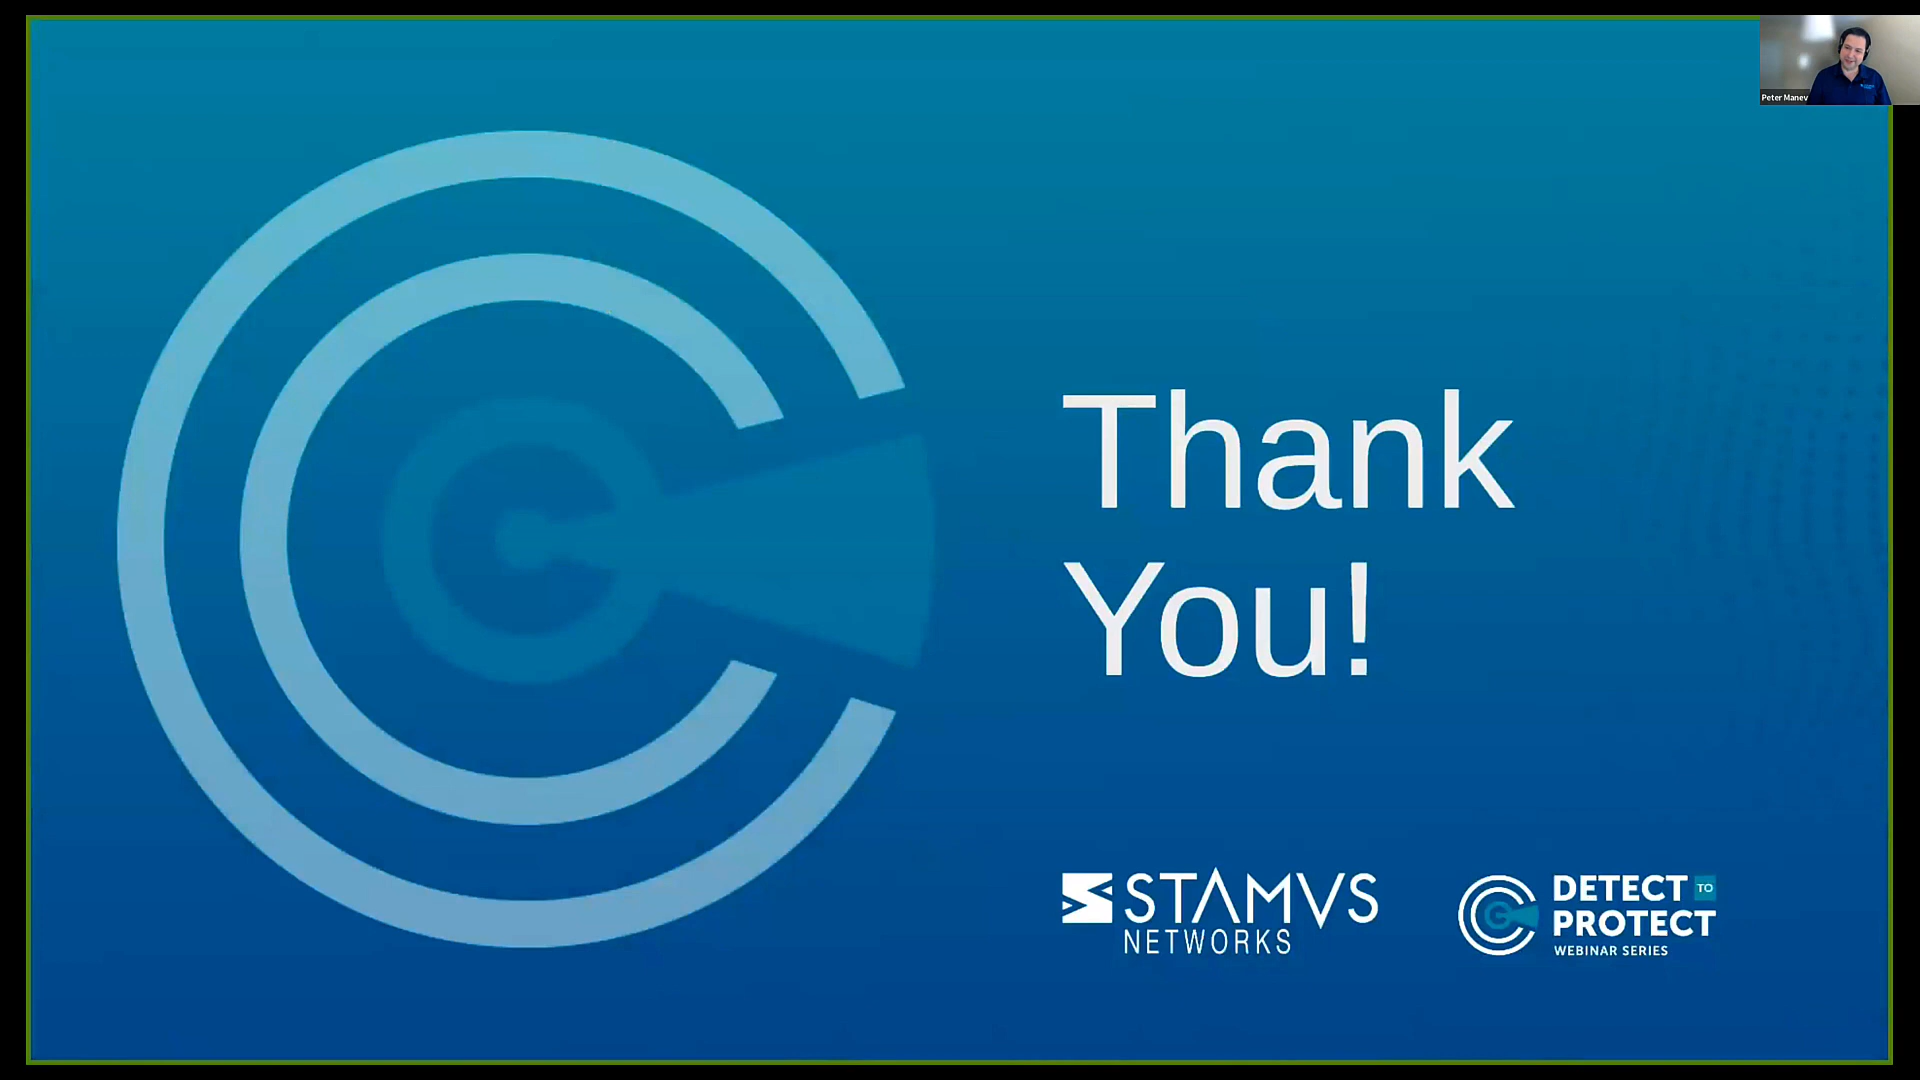 Peter Manev
Thank
You!
STAMVS
NETWORKS
DETECT TO
PROTECT
WEBINAR SERIES